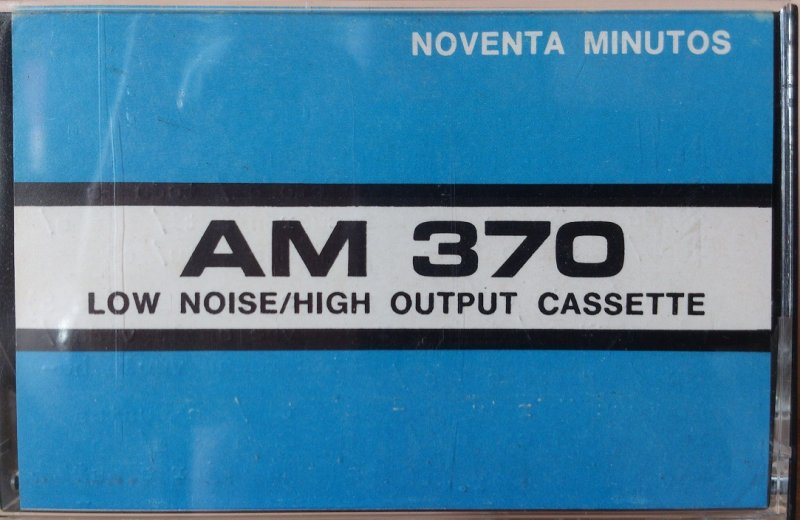 NOVENTA MINUTOS
AM 370
LOW NOISE/HIGH OUTPUT CASSETTE